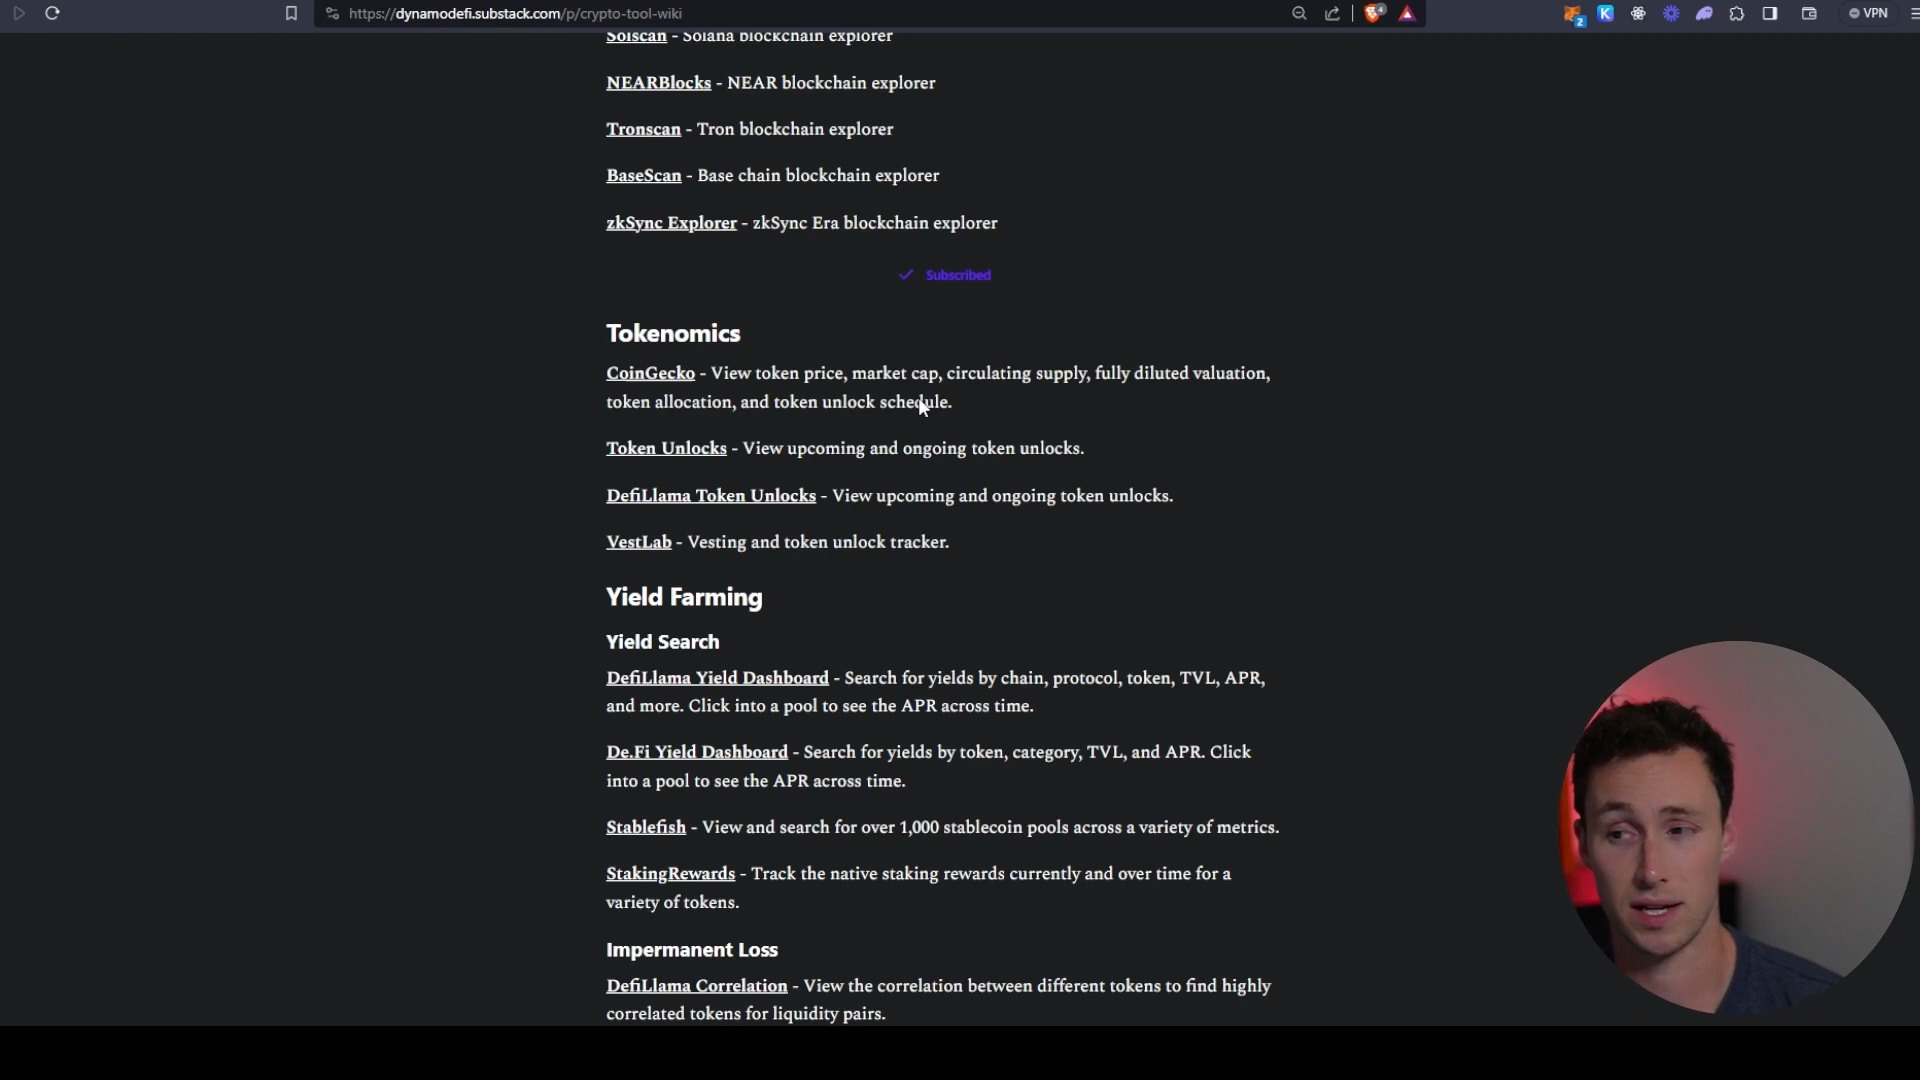 https://dynamodefi.substack.com/p/crypto-tool-wiki
4
2
K
VPN
Solscan - Solana blockchain explorer
NEARBlocks - NEAR blockchain explorer
Tronscan - Tron blockchain explorer
BaseScan - Base chain blockchain explorer
zkSync Explorer - zkSync Era blockchain explorer
Subscribed
Tokenomics
CoinGecko - View token price, market cap, circulating supply, fully diluted valuation,
token allocation, and token unlock schedule.
Token Unlocks - View upcoming and ongoing token unlocks.
DefiLlama Token Unlocks - View upcoming and ongoing token unlocks.
VestLab - Vesting and token unlock tracker.
Yield Farming
Yield Search
DefiLlama Yield Dashboard - Search for yields by chain, protocol, token, TVL, APR,
and more. Click into a pool to see the APR across time.
De.Fi Yield Dashboard - Search for yields by token, category, TVL, and APR. Click
into a pool to see the APR across time.
Stablefish - View and search for over 1,000 stablecoin pools across a variety of metrics.
StakingRewards - Track the native staking rewards currently and over time for a
variety of tokens.
Impermanent Loss
DefiLlama Correlation - View the correlation between different tokens to find highly
correlated tokens for liquidity pairs.